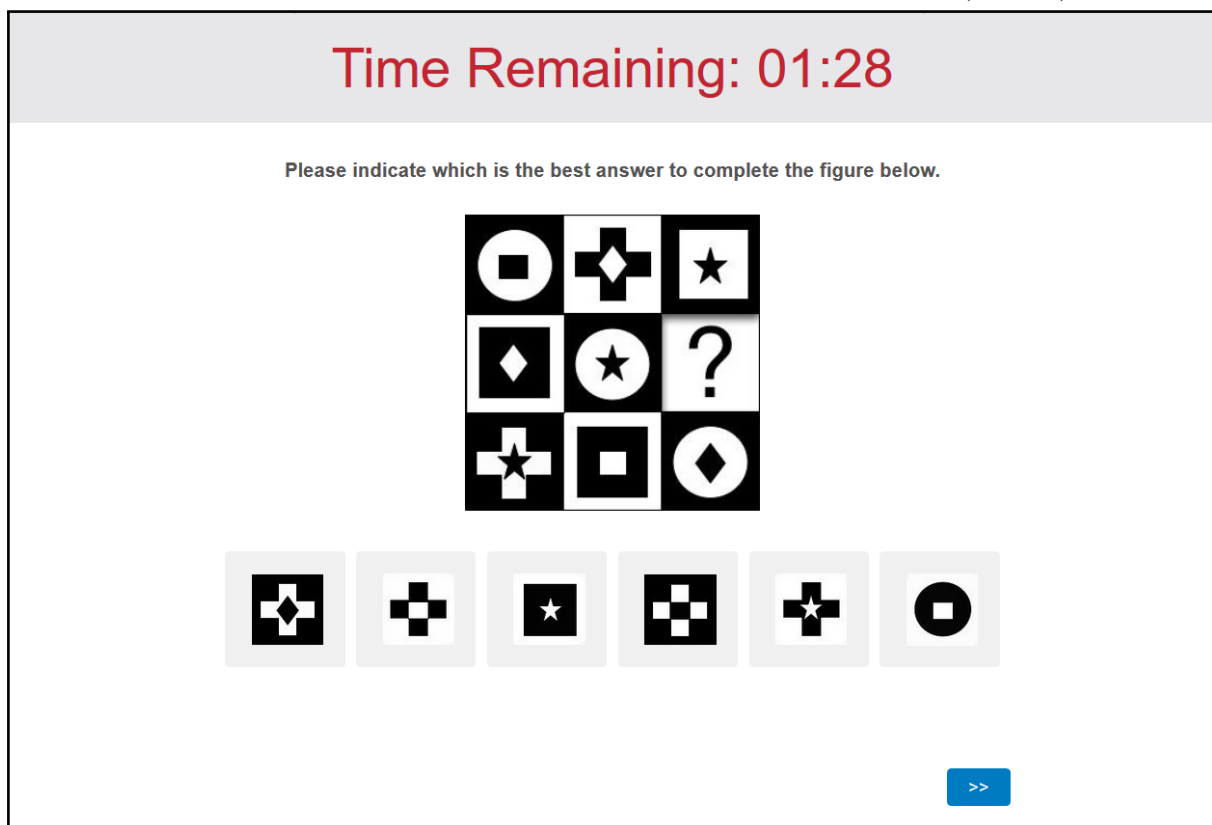 Time Remaining: 01:28
Please indicate which is the best answer to complete the figure below.
?
>>